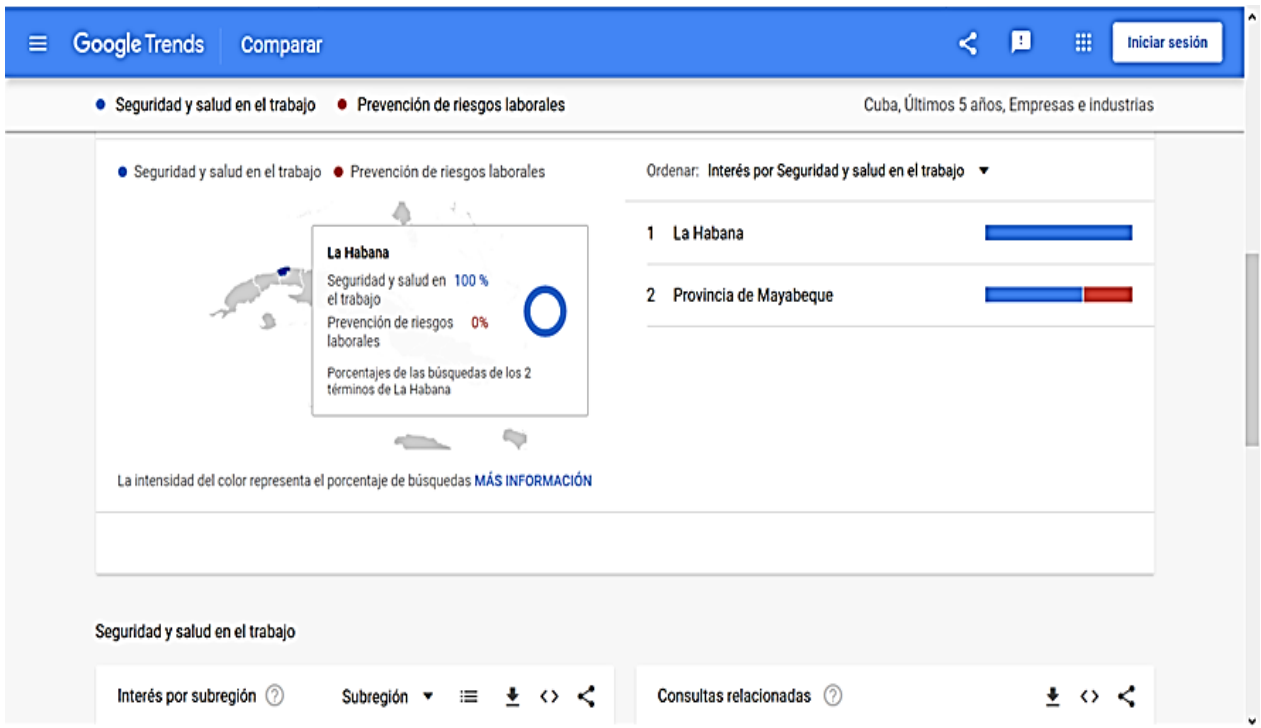 Google Trends Comparar Iniciar sesión
Seguridad y salud en el trabajo Prevención de riesgos laborales Cuba, Últimos 5 años, Empresas e industrias
Seguridad y salud en el trabajo Prevención de riesgos laborales
La Habana
Seguridad y salud en 100 %
el trabajo
Prevención de riesgos 0%
laborales
Porcentajes de las búsquedas de los 2
términos de La Habana
La intensidad del color representa el porcentaje de búsquedas MÁS INFORMACIÓN
Ordenar: Interés por Seguridad y salud en el trabajo
1 La Habana
2 Provincia de Mayabeque
Seguridad y salud en el trabajo
Interés por subregión ? Subregión
Consultas relacionadas ?